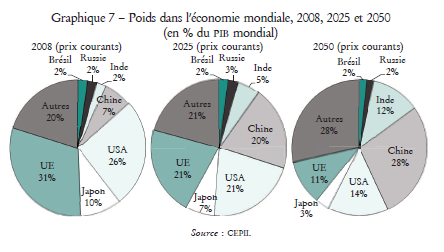 Graphique 7 – Poids dans l'économie mondiale, 2008, 2025 et 2050
(en % du PIB mondial)
2008 (prix courants)
Brésil
2%
Russie
2%
Inde
2%
Chine
7%
USA
26%
Japon
10%
UE
31%
Autres
20%
2025 (prix courants)
Brésil
2%
Russie
3%
Inde
5%
Chine
20%
USA
21%
Japon
7%
UE
21%
Autres
21%
2050 (prix courants)
Brésil
2%
Russie
2%
Inde
12%
Chine
28%
USA
14%
Japon
3%
UE
11%
Autres
28%
Source : CEPII.